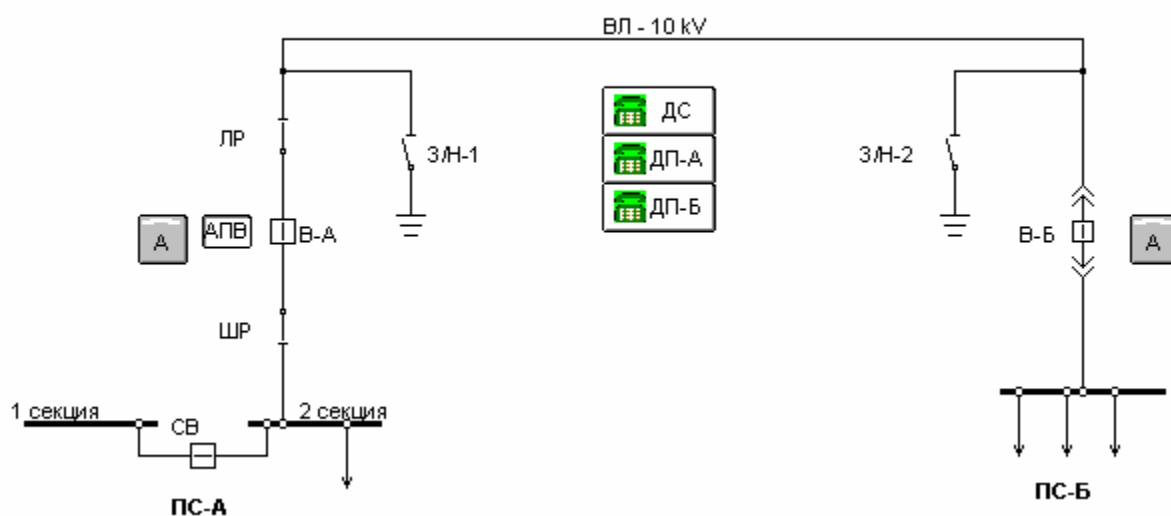 ВЛ - 10 kV
ДС
ЛР
З/Н-1
ДП-А
З/Н-2
ДП-Б
А
АПВ
В-А
В-Б
А
ШР
1 секция
2 секция
СВ
ПС-А
ПС-Б